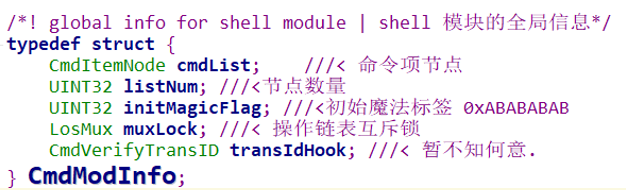 /*! global info for shell module | shell 模块的全局信息*/
typedef struct {
    CmdItemNode cmdList;    ///< 命令项节点
    UINT32 listNum; ///<节点数量
    UINT32 initMagicFlag; ///<初始魔法标签 0xABABABAB
    LosMux muxLock; ///< 操作链表互斥锁
    CmdVerifyTransID transIdHook; ///< 暂不知何意.
} CmdModInfo;